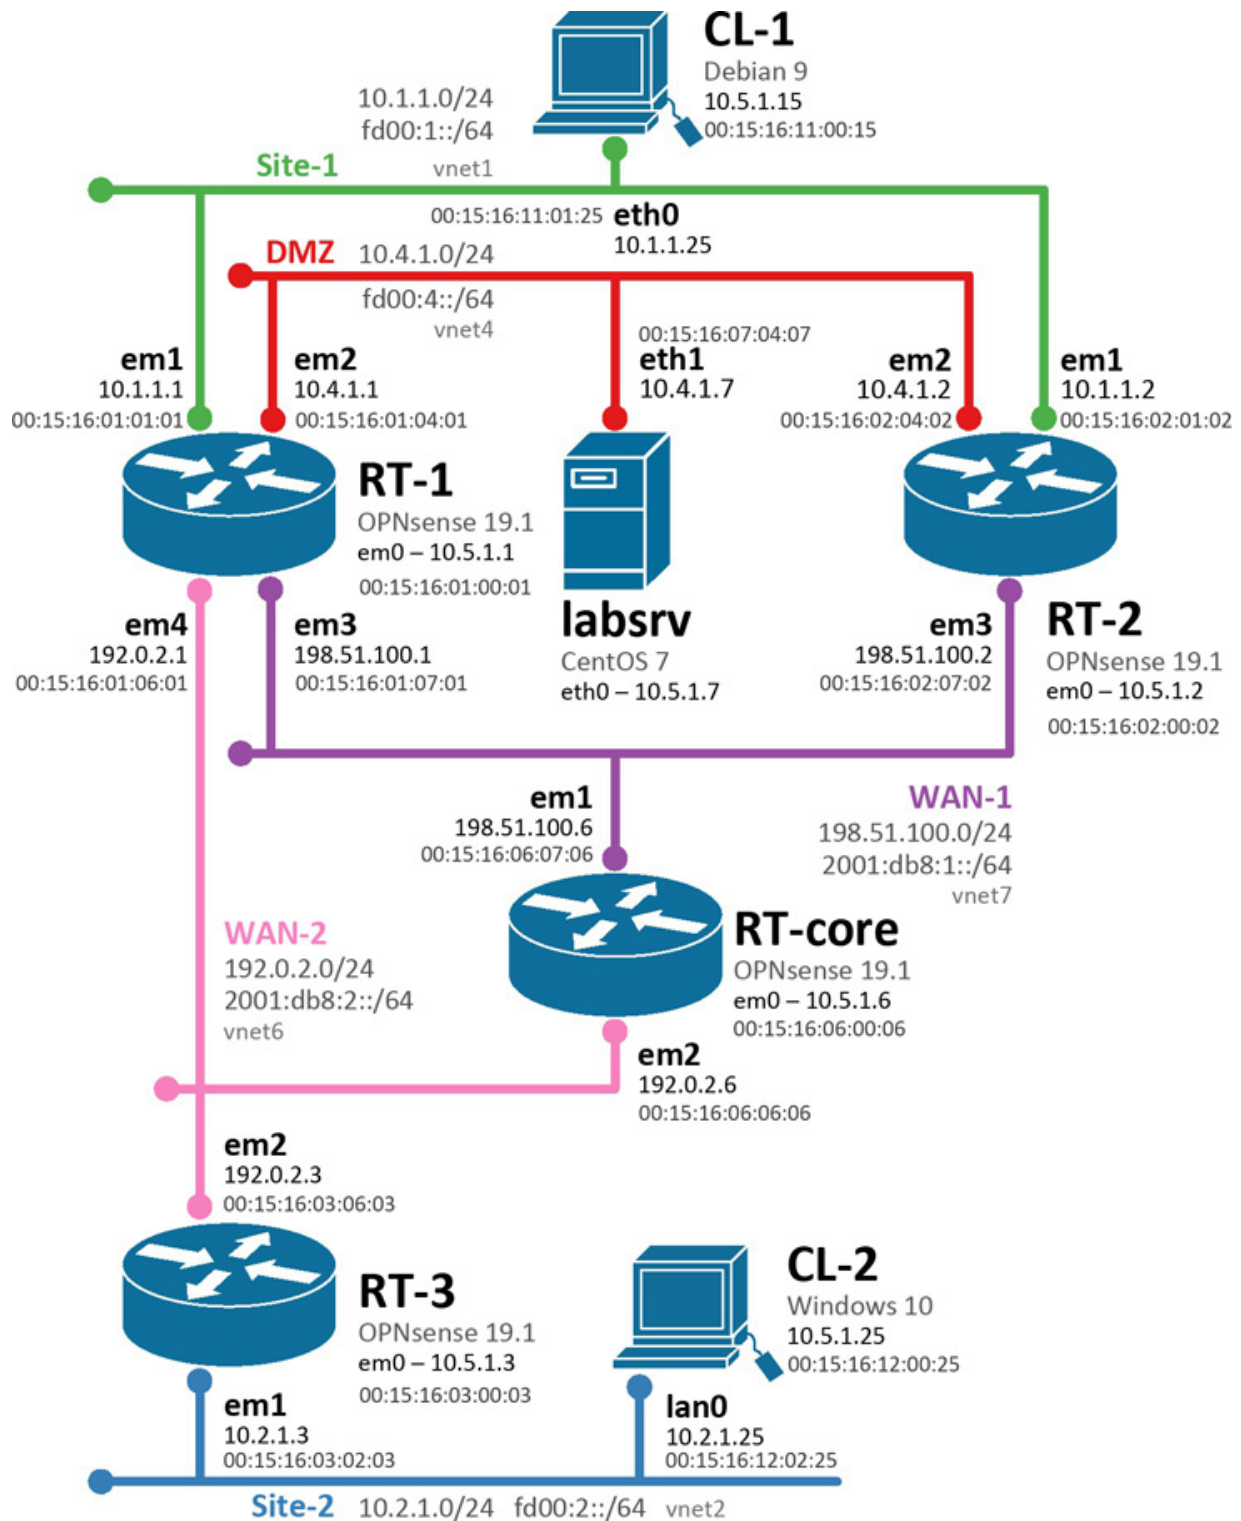 CL-1
Debian 9
10.5.1.15
00:15:16:11:00:15
10.1.1.0/24
fd00:1::/64
Site-1
vnet1
00:15:16:11:01:25
eth0
10.1.1.25
DMZ
10.4.1.0/24
fd00:4::/64
vnet4
em1
10.1.1.1
00:15:16:01:01:01
em2
10.4.1.1
00:15:16:01:04:01
00:15:16:07:04:07
eth1
10.4.1.7
em2
10.4.1.2
00:15:16:02:04:02
em1
10.1.1.2
00:15:16:02:01:02
RT-1
OPNsense 19.1
em0 – 10.5.1.1
00:15:16:01:00:01
em4
192.0.2.1
00:15:16:01:06:01
em3
198.51.100.1
00:15:16:01:07:01
labsrv
CentOS 7
eth0 – 10.5.1.7
em3
198.51.100.2
00:15:16:02:07:02
RT-2
OPNsense 19.1
em0 – 10.5.1.2
00:15:16:02:00:02
em1
198.51.100.6
00:15:16:06:07:06
WAN-1
198.51.100.0/24
2001:db8:1::/64
vnet7
WAN-2
192.0.2.0/24
2001:db8:2::/64
vnet6
RT-core
OPNsense 19.1
em0 – 10.5.1.6
00:15:16:06:00:06
em2
192.0.2.6
00:15:16:06:06:06
em2
192.0.2.3
00:15:16:03:06:03
RT-3
OPNsense 19.1
em0 – 10.5.1.3
00:15:16:03:00:03
CL-2
Windows 10
10.5.1.25
00:15:16:12:00:25
em1
10.2.1.3
00:15:16:03:02:03
lan0
10.2.1.25
00:15:16:12:02:25
Site-2 10.2.1.0/24 fd00:2::/64 vnet2